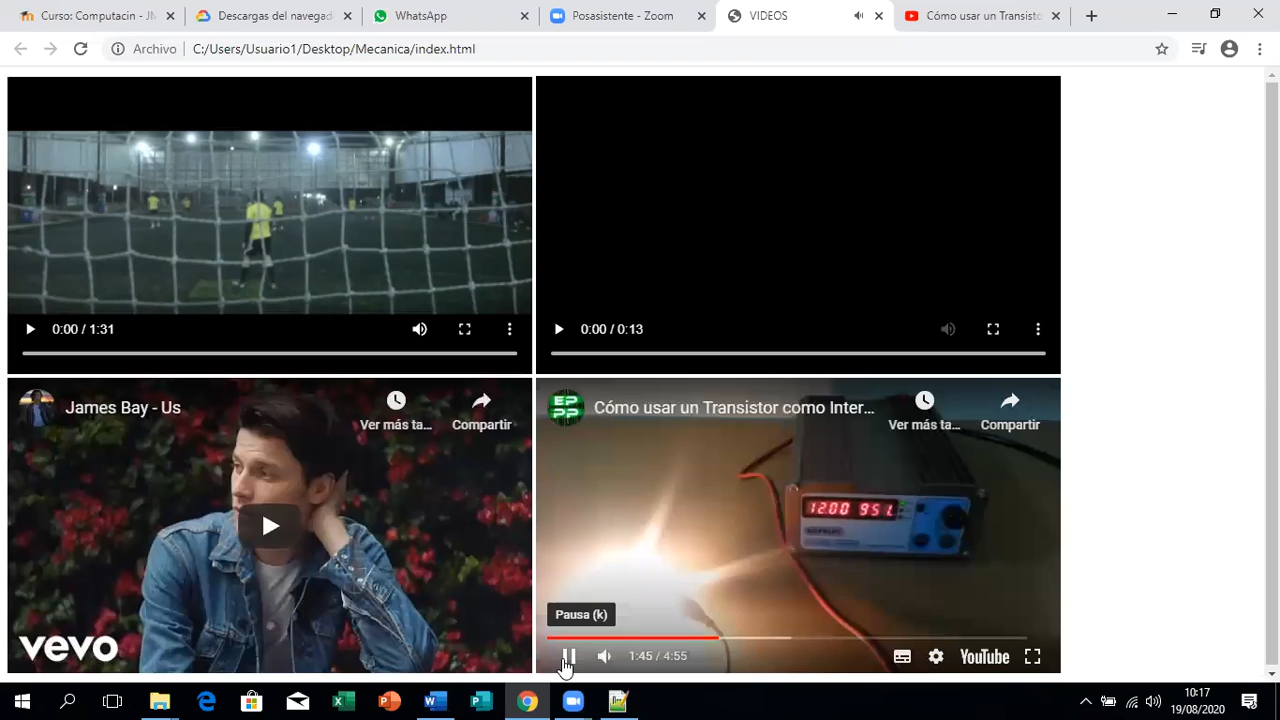 Curso: Computacin - JM
Descargas del navegad
WhatsApp
Posasistente - Zoom
VIDEOS
Cómo usar un Transisto
Archivo
C:/Users/Usuario1/Desktop/Mecanica/index.html
0:00 / 1:31
0:00 / 0:13
James Bay - Us
Ver más ta...
Compartir
vevo
EP
PP
Cómo usar un Transistor como Inter...
Ver más ta...
Compartir
12.00 951
Pausa (k)
1:45 / 4:55
YouTube
10:17
19/08/2020